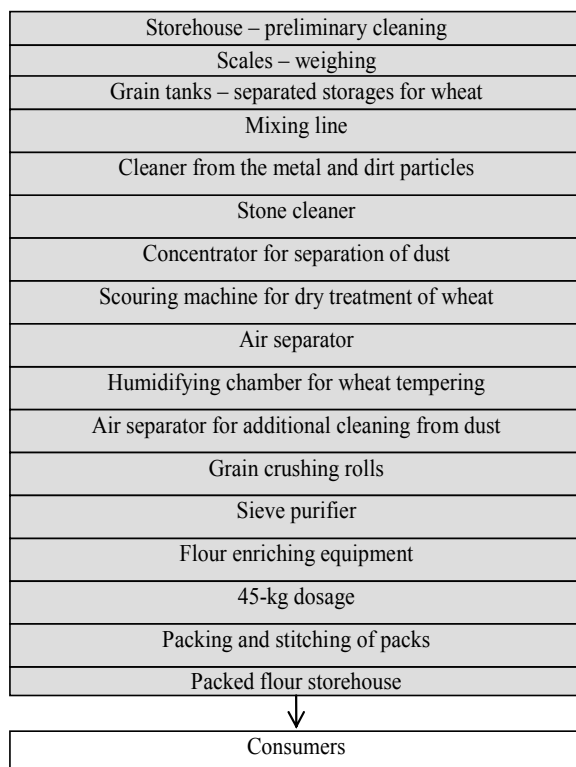 Storehouse – preliminary cleaning
Scales – weighing
Grain tanks – separated storages for wheat
Mixing line
Cleaner from the metal and dirt particles
Stone cleaner
Concentrator for separation of dust
Scouring machine for dry treatment of wheat
Air separator
Humidifying chamber for wheat tempering
Air separator for additional cleaning from dust
Grain crushing rolls
Sieve purifier
Flour enriching equipment
45-kg dosage
Packing and stitching of packs
Packed flour storehouse
Consumers